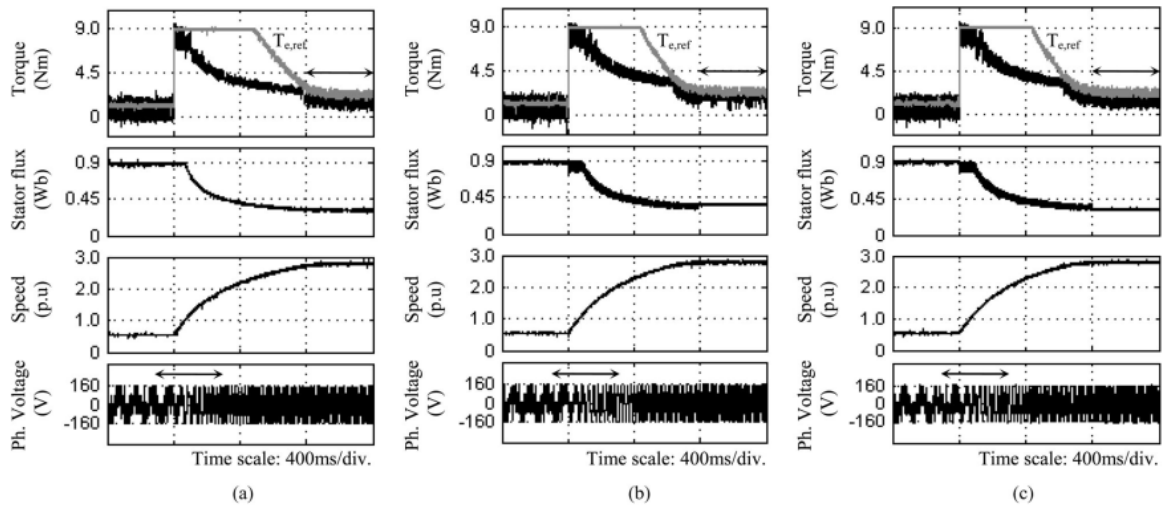 Torque (Nm)
9.0
4.5
0
T e,ref
Stator flux (Wb)
0.9
0.45
0
Speed (p.u)
3.0
2.0
1.0
0
Ph. Voltage (V)
160
0
-160
Time scale: 400ms/div.
(a)
Torque (Nm)
9.0
4.5
0
T e,ref
Stator flux (Wb)
0.9
0.45
0
Speed (p.u)
3.0
2.0
1.0
0
Ph. Voltage (V)
160
0
-160
Time scale: 400ms/div.
(b)
Torque (Nm)
9.0
4.5
0
T e,ref
Stator flux (Wb)
0.9
0.45
0
Speed (p.u)
3.0
2.0
1.0
0
Ph. Voltage (V)
160
0
-160
Time scale: 400ms/div.
(c)